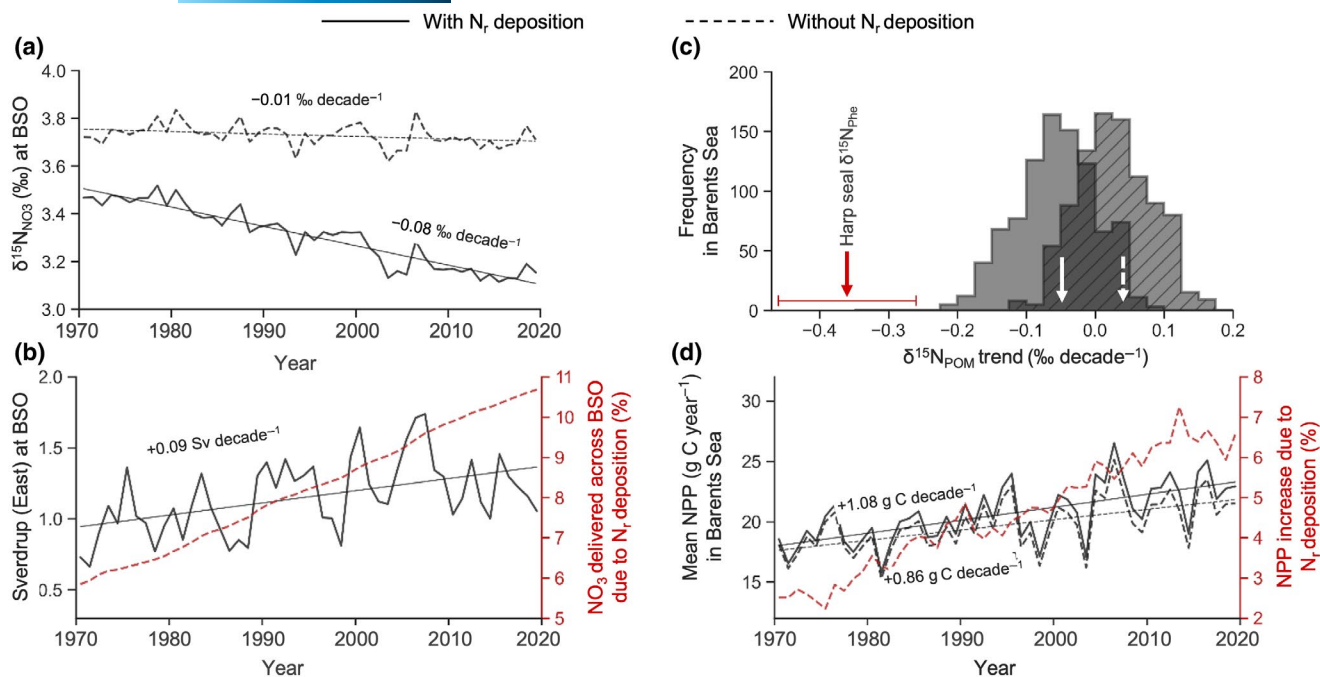 With Nᵣ deposition
Without Nᵣ deposition
(a)
δ¹⁵N_NO3 (‰) at BSO
4.0
3.8
3.6
3.4
3.2
3.0
−0.01 ‰ decade⁻¹
−0.08 ‰ decade⁻¹
1970 1980 1990 2000 2010 2020
Year
(c)
Frequency
in Barents Sea
200
150
100
50
0
Harp seal δ¹⁵N_Phe
−0.4 −0.3 −0.2 −0.1 0.0 0.1 0.2
δ¹⁵N_POM trend (‰ decade⁻¹)
(b)
Sverdrup (East) at BSO
2.0
1.5
1.0
0.5
+0.09 Sv decade⁻¹
11
10
9
8
7
6
5
NO₃ delivered across BSO
due to Nᵣ deposition (%)
1970 1980 1990 2000 2010 2020
Year
(d)
Mean NPP (g C year⁻¹)
in Barents Sea
30
25
20
15
+1.08 g C decade⁻¹
+0.86 g C decade⁻¹
8
7
6
5
4
3
2
NPP increase due to
Nᵣ deposition (%)
1970 1980 1990 2000 2010 2020
Year